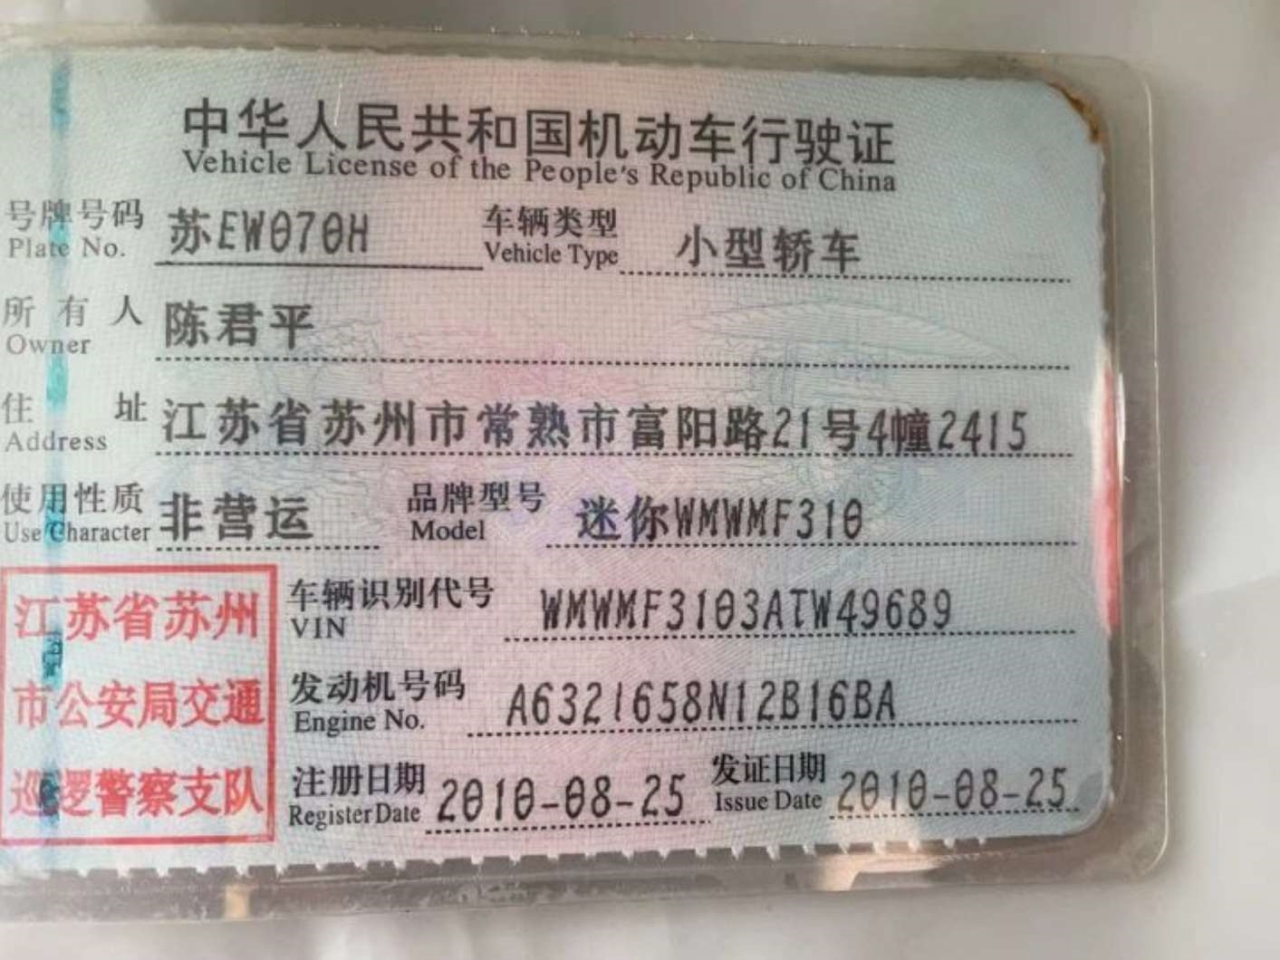 中华人民共和国机动车行驶证
Vehicle License of the People's Republic of China
号牌号码 苏EW070H 车辆类型 小型轿车
Plate No. Vehicle Type
所有人 陈君平
Owner
住址 江苏省苏州市常熟市富阳路21号4幢2415
Address
使用性质 非营运 品牌型号 迷你WMWMF310
Use Character Model
江苏省苏州
市公安局交通
巡逻警察支队
车辆识别代号 WMWMF3103ATW49689
VIN
发动机号码 A6321658N12B16BA
Engine No.
注册日期 2010-08-25 发证日期 2010-08-25
Register Date Issue Date